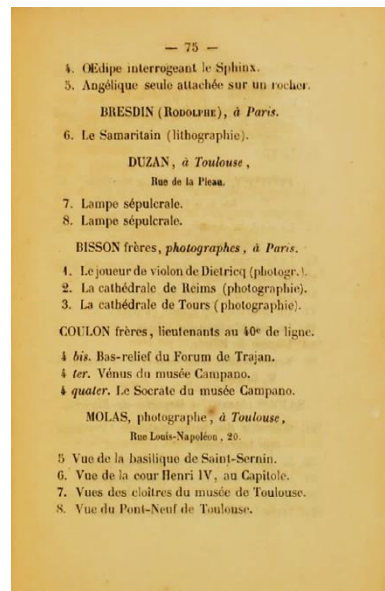 — 75 —
4. Œdipe interrogeant le Sphinx.
5. Angélique seule attachée sur un rocher.
BRESDIN (RODOLPHE), à Paris.
6. Le Samaritain (lithographie).
DUZAN, à Toulouse,
Rue de la Pleau.
7. Lampe sépulcrale.
8. Lampe sépulcrale.
BISSON frères, photographes, à Paris.
1. Le joueur de violon de Dietricq (photogr.).
2. La cathédrale de Reims (photographie).
3. La cathédrale de Tours (photographie).
COULON frères, lieutenants au 40e de ligne.
4 bis. Bas-relief du Forum de Trajan.
4 ter. Vénus du musée Campano.
4 quater. Le Socrate du musée Campano.
MOLAS, photographe, à Toulouse,
Rue Louis-Napoléon, 20.
5 Vue de la basilique de Saint-Sernin.
6. Vue de la cour Henri IV, au Capitole.
7. Vues des cloîtres du musée de Toulouse.
8. Vue du Pont-Neuf de Toulouse.